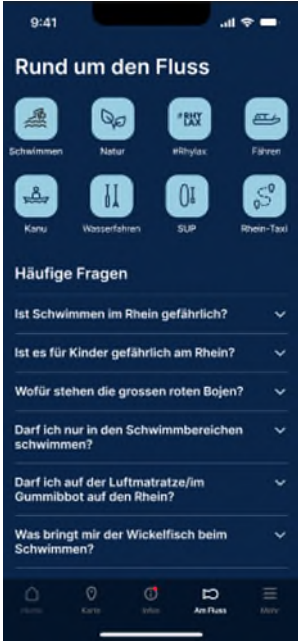 9:41
Rund um den Fluss
#RHY
LAX
Schwimmen Natur #Rhylax Fähren
Kanu Wasserfahren SUP Rhein-Taxi
Häufige Fragen
Ist Schwimmen im Rhein gefährlich?
Ist es für Kinder gefährlich am Rhein?
Wofür stehen die grossen roten Bojen?
Darf ich nur in den Schwimmbereichen
schwimmen?
Darf ich auf der Luftmatratze/im
Gummibbot auf den Rhein?
Was bringt mir der Wickelfisch beim
Schwimmen?
Home Karte Infos Am Fluss Mehr